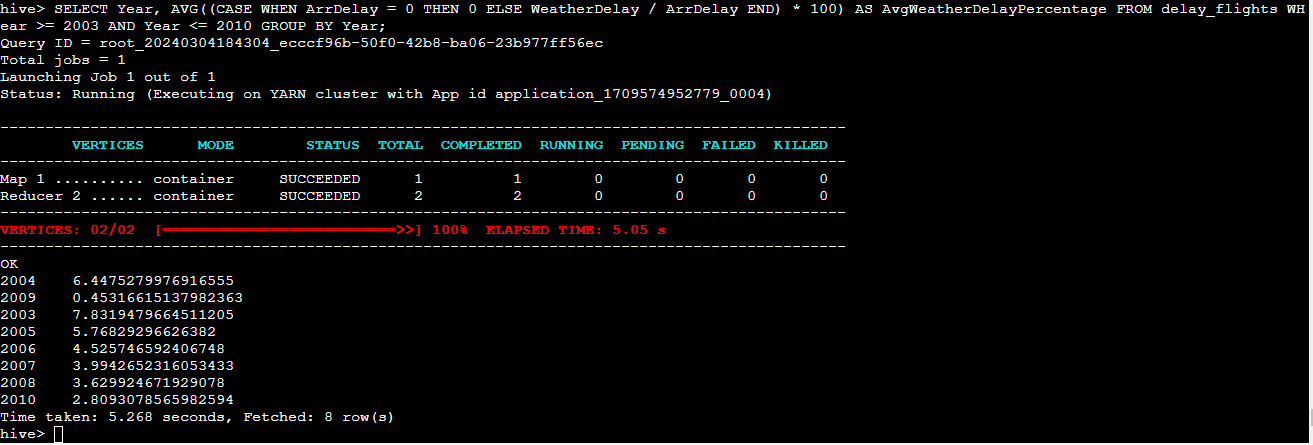 hive> SELECT Year, AVG((CASE WHEN ArrDelay = 0 THEN 0 ELSE WeatherDelay / ArrDelay END) * 100) AS AvgWeatherDelayPercentage FROM delay_flights WH
ear >= 2003 AND Year <= 2010 GROUP BY Year;
Query ID = root_20240304184304_ecccf96b-50f0-42b8-ba06-23b977ff56ec
Total jobs = 1
Launching Job 1 out of 1
Status: Running (Executing on YARN cluster with App id application_1709574952779_0004)
----------------------------------------------------------------------------------------------
VERTICES MODE STATUS TOTAL COMPLETED RUNNING PENDING FAILED KILLED
----------------------------------------------------------------------------------------------
Map 1 .......... container SUCCEEDED 1 1 0 0 0 0
Reducer 2 ...... container SUCCEEDED 2 2 0 0 0 0
----------------------------------------------------------------------------------------------
VERTICES: 02/02 [==========================>>] 100% ELAPSED TIME: 5.05 s
----------------------------------------------------------------------------------------------
OK
2004 6.4475279976916555
2009 0.45316615137982363
2003 7.8319479664511205
2005 5.76829296626382
2006 4.525746592406748
2007 3.9942652316053433
2008 3.629924671929078
2010 2.8093078565982594
Time taken: 5.268 seconds, Fetched: 8 row(s)
hive>